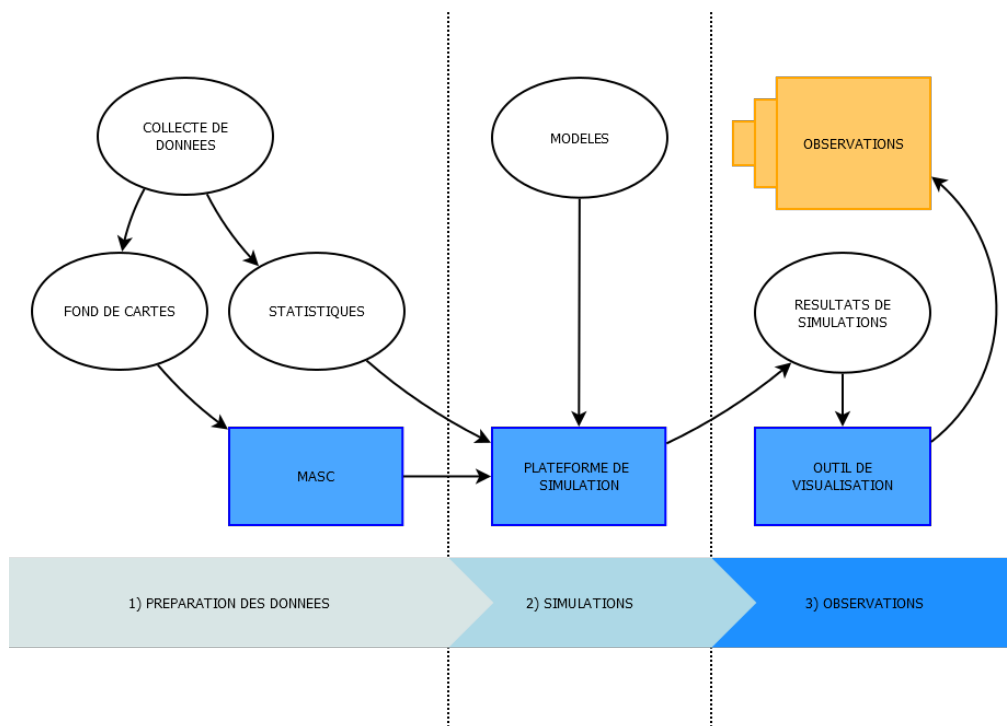 COLLECTE DE
DONNEES
MODELES
OBSERVATIONS
FOND DE CARTES
STATISTIQUES
RESULTATS DE
SIMULATIONS
MASC
PLATEFORME DE
SIMULATION
OUTIL DE
VISUALISATION
1) PREPARATION DES DONNEES
2) SIMULATIONS
3) OBSERVATIONS